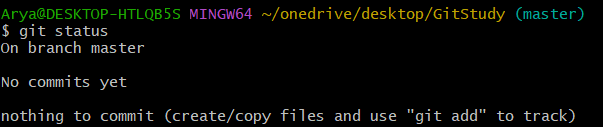 Arya@DESKTOP-HTLQB5S MINGW64 ~/onedrive/desktop/GitStudy (master)
$ git status
On branch master
No commits yet
nothing to commit (create/copy files and use "git add" to track)